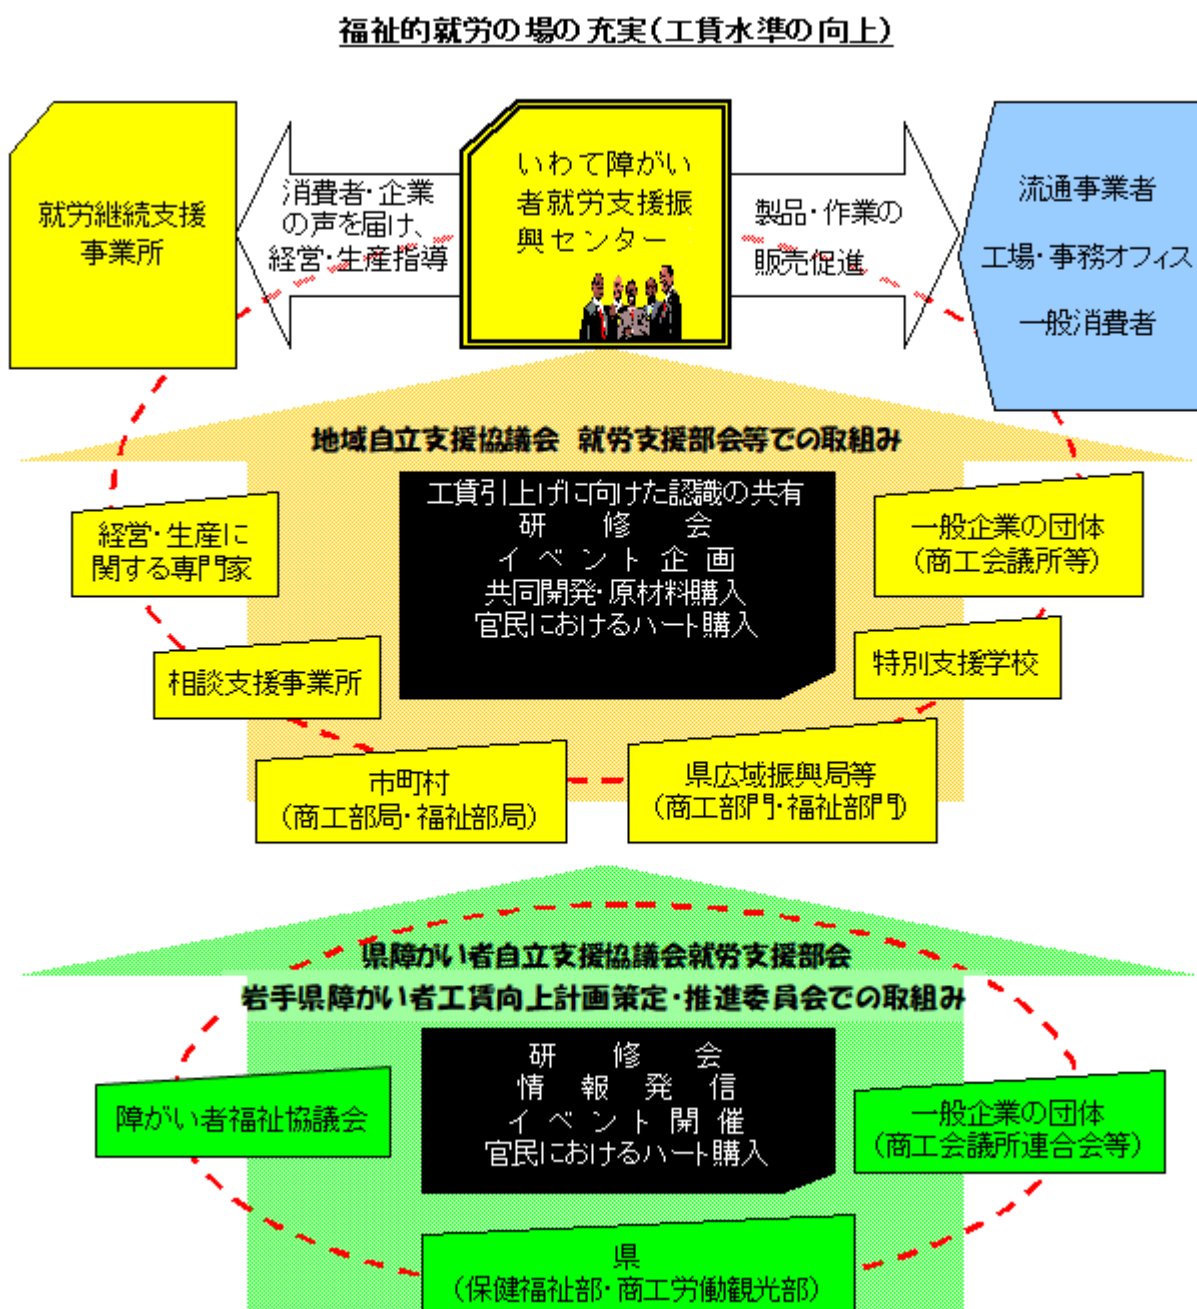 福祉的就労の場の充実(工賃水準の向上)
就労継続支援
事業所
消費者・企業
の声を届け、
経営・生産指導
いわて障がい
者就労支援振
興センター
製品・作業の
販売促進
流通事業者
工場・事務オフィス
一般消費者
地域自立支援協議会 就労支援部会等での取組み
工賃引上げに向けた認識の共有
研 修 会
イベント企画
共同開発・原材料購入
官民におけるハート購入
経営・生産に
関する専門家
一般企業の団体
(商工会議所等)
相談支援事業所
特別支援学校
市町村
(商工部局・福祉部局)
県広域振興局等
(商工部門・福祉部門)
県障がい者自立支援協議会就労支援部会
岩手県障がい者工賃向上計画策定・推進委員会での取組み
研 修 会
情 報 発 信
イベント開催
官民におけるハート購入
障がい者福祉協議会
一般企業の団体
(商工会議所連合会等)
県
(保健福祉部・商工労働観光部)